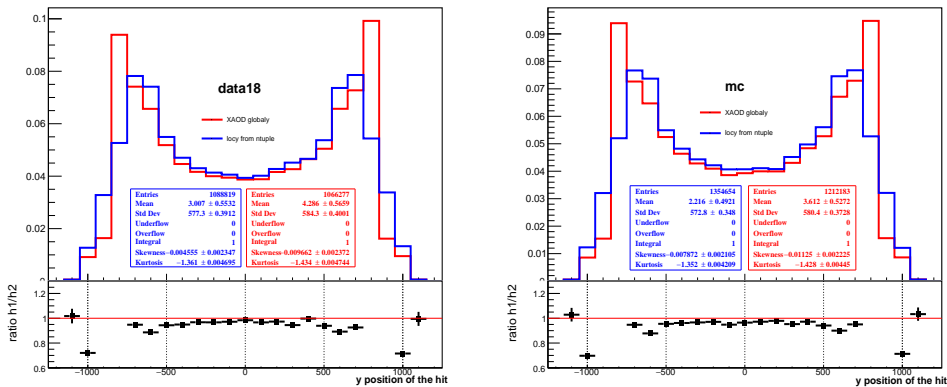 0.1
0.08
0.06
0.04
0.02
data18
XAOD globaly
locy from ntuple
Entries 1088819
Mean 3.007 ± 0.5532
Std Dev 577.3 ± 0.3912
Underflow 0
Overflow 0
Integral 1
Skewness−0.004555 ± 0.002347
Kurtosis −1.361 ± 0.004695
Entries 1066277
Mean 4.286 ± 0.5659
Std Dev 584.3 ± 0.4001
Underflow 0
Overflow 0
Integral 1
Skewness−0.009662 ± 0.002372
Kurtosis −1.434 ± 0.004744
ratio h1/h2
1.2
1
0.8
0.6
−1000 −500 0 500 1000
y position of the hit
0.09
0.08
0.07
0.06
0.05
0.04
0.03
0.02
0.01
mc
XAOD globaly
locy from ntuple
Entries 1354654
Mean 2.216 ± 0.4921
Std Dev 572.8 ± 0.348
Underflow 0
Overflow 0
Integral 1
Skewness−0.007872 ± 0.002105
Kurtosis −1.352 ± 0.004209
Entries 1212183
Mean 3.612 ± 0.5272
Std Dev 580.4 ± 0.3728
Underflow 0
Overflow 0
Integral 1
Skewness−0.01125 ± 0.002225
Kurtosis −1.428 ± 0.00445
ratio h1/h2
1.2
1
0.8
0.6
−1000 −500 0 500 1000
y position of the hit